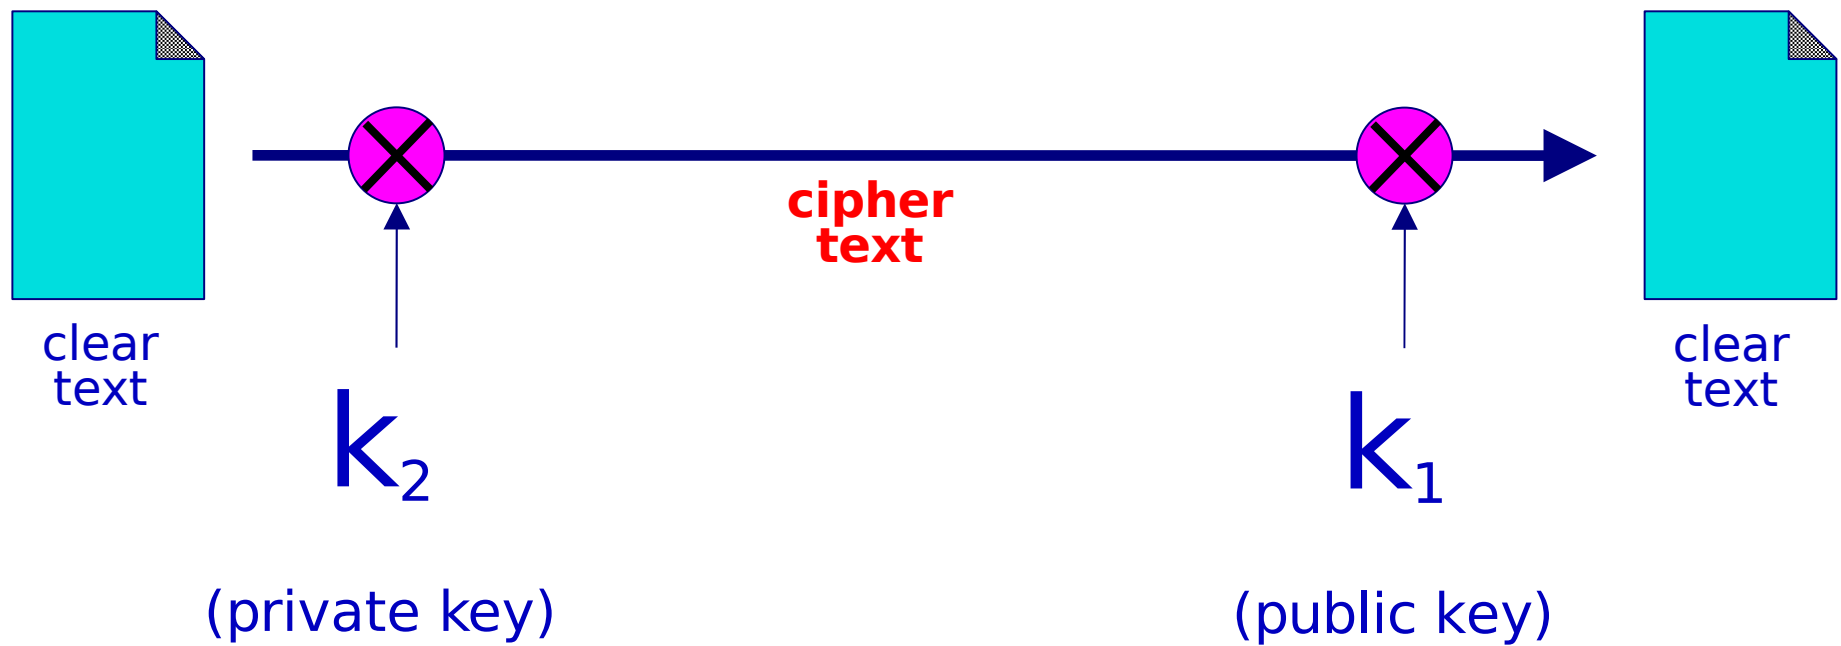 cipher
text
clear
text
clear
text
k2
k1
(private key)
(public key)